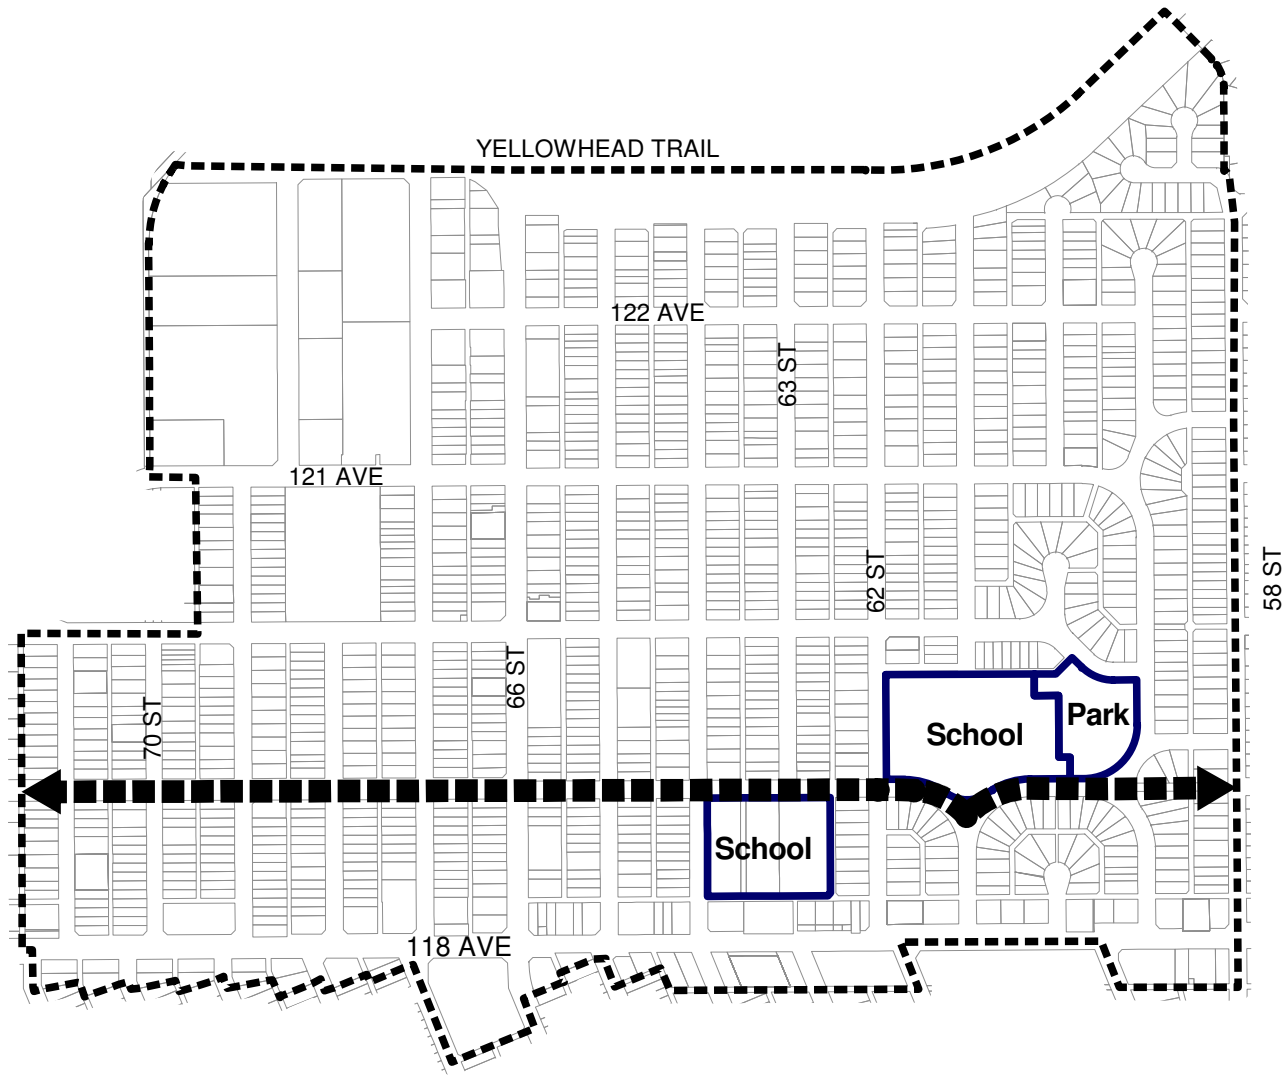 YELLOWHEAD TRAIL
122 AVE
63 ST
121 AVE
62 ST
58 ST
66 ST
70 ST
School
Park
School
118 AVE